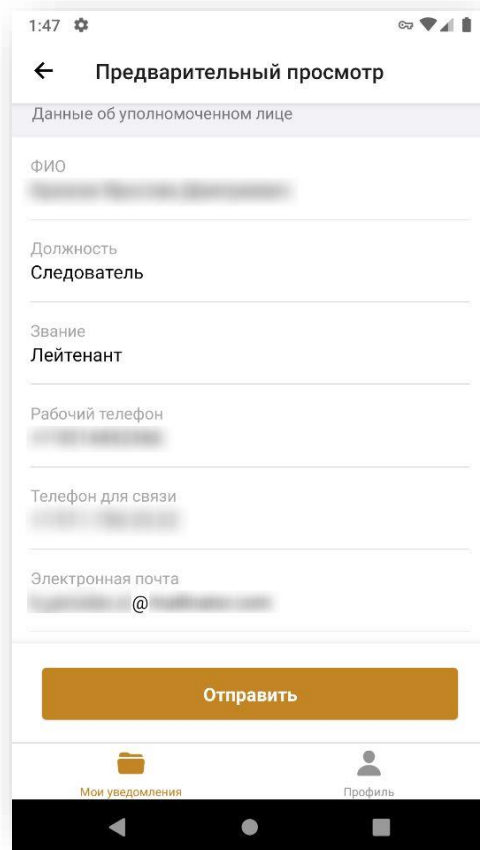 1:47
Предварительный просмотр
Данные об уполномоченном лице
ФИО
Должность
Следователь
Звание
Лейтенант
Рабочий телефон
Телефон для связи
Электронная почта
@
Отправить
Мои уведомления
Профиль